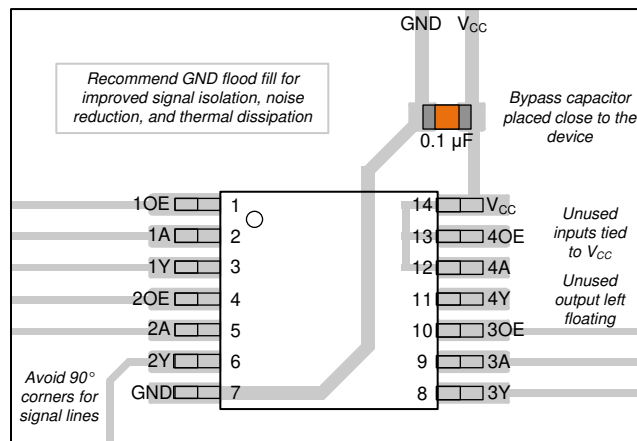 GND VCC
Recommend GND flood fill for
improved signal isolation, noise
reduction, and thermal dissipation
Bypass capacitor
placed close to the
device
0.1 µF
1OE 1 14 VCC
1A 2 13 4OE
1Y 3 12 4A
2OE 4 11 4Y
2A 5 10 3OE
2Y 6 9 3A
GND 7 8 3Y
Unused
inputs tied
to VCC
Unused
output left
floating
Avoid 90°
corners for
signal lines